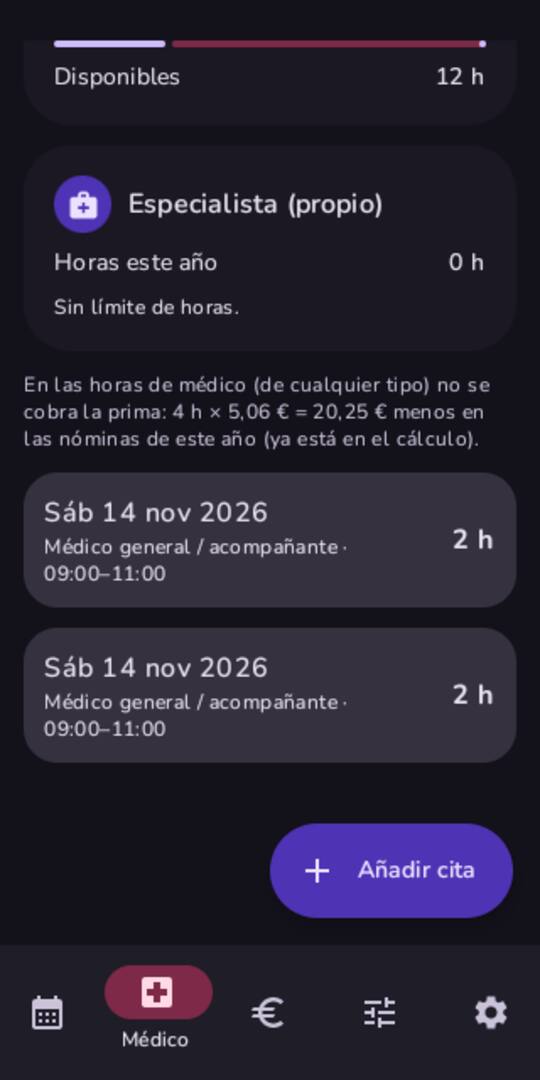 Disponibles 12 h
Especialista (propio)
Horas este año 0 h
Sin límite de horas.
En las horas de médico (de cualquier tipo) no se
cobra la prima: 4 h × 5,06 € = 20,25 € menos en
las nóminas de este año (ya está en el cálculo).
Sáb 14 nov 2026
Médico general / acompañante ·
09:00–11:00
2 h
Sáb 14 nov 2026
Médico general / acompañante ·
09:00–11:00
2 h
Añadir cita
Médico